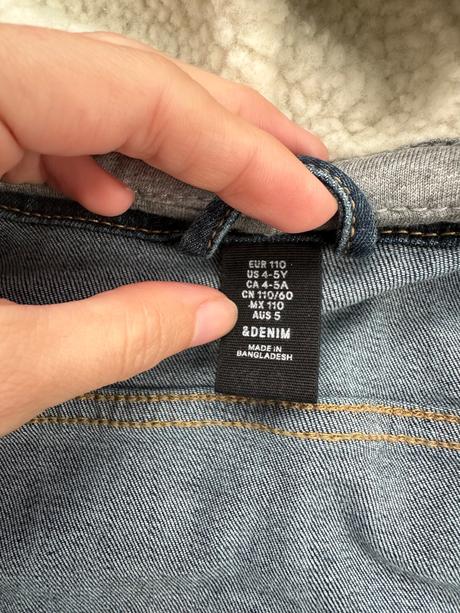 EUR 110
US 4-5Y
CA 4-5A
CN 110/60
MX 110
AUS 5
&DENIM
MADE IN
BANGLADESH